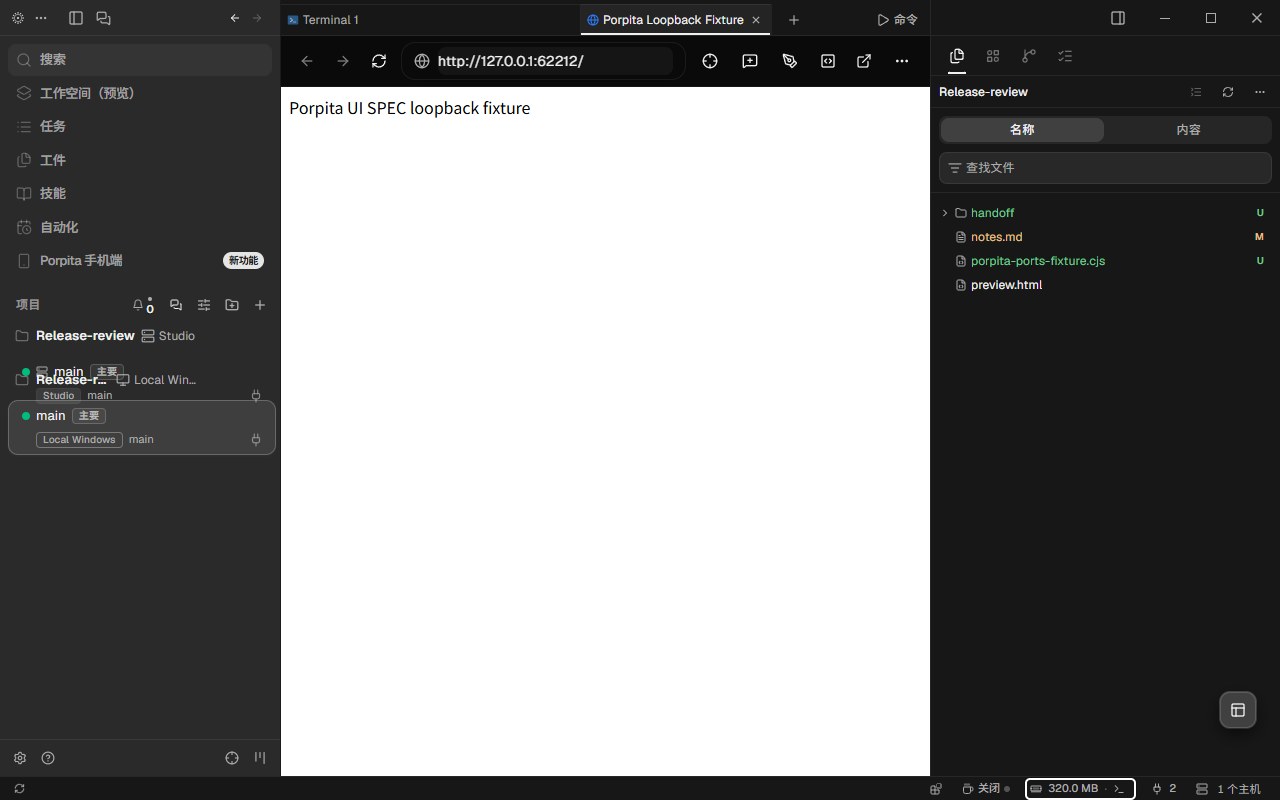 Terminal 1
Porpita Loopback Fixture
命令
搜索
http://127.0.0.1:62212/
工作空间（预览）
任务
工件
技能
自动化
Porpita 手机端
新功能
Porpita UI SPEC loopback fixture
Release-review
名称
内容
查找文件
handoff
U
notes.md
M
porpita-ports-fixture.cjs
U
preview.html
项目
0
Release-review
Studio
main
主要
Release-r...
Local Win...
Studio
main
main
主要
Local Windows
main
关闭
320.0 MB ·
2
1 个主机